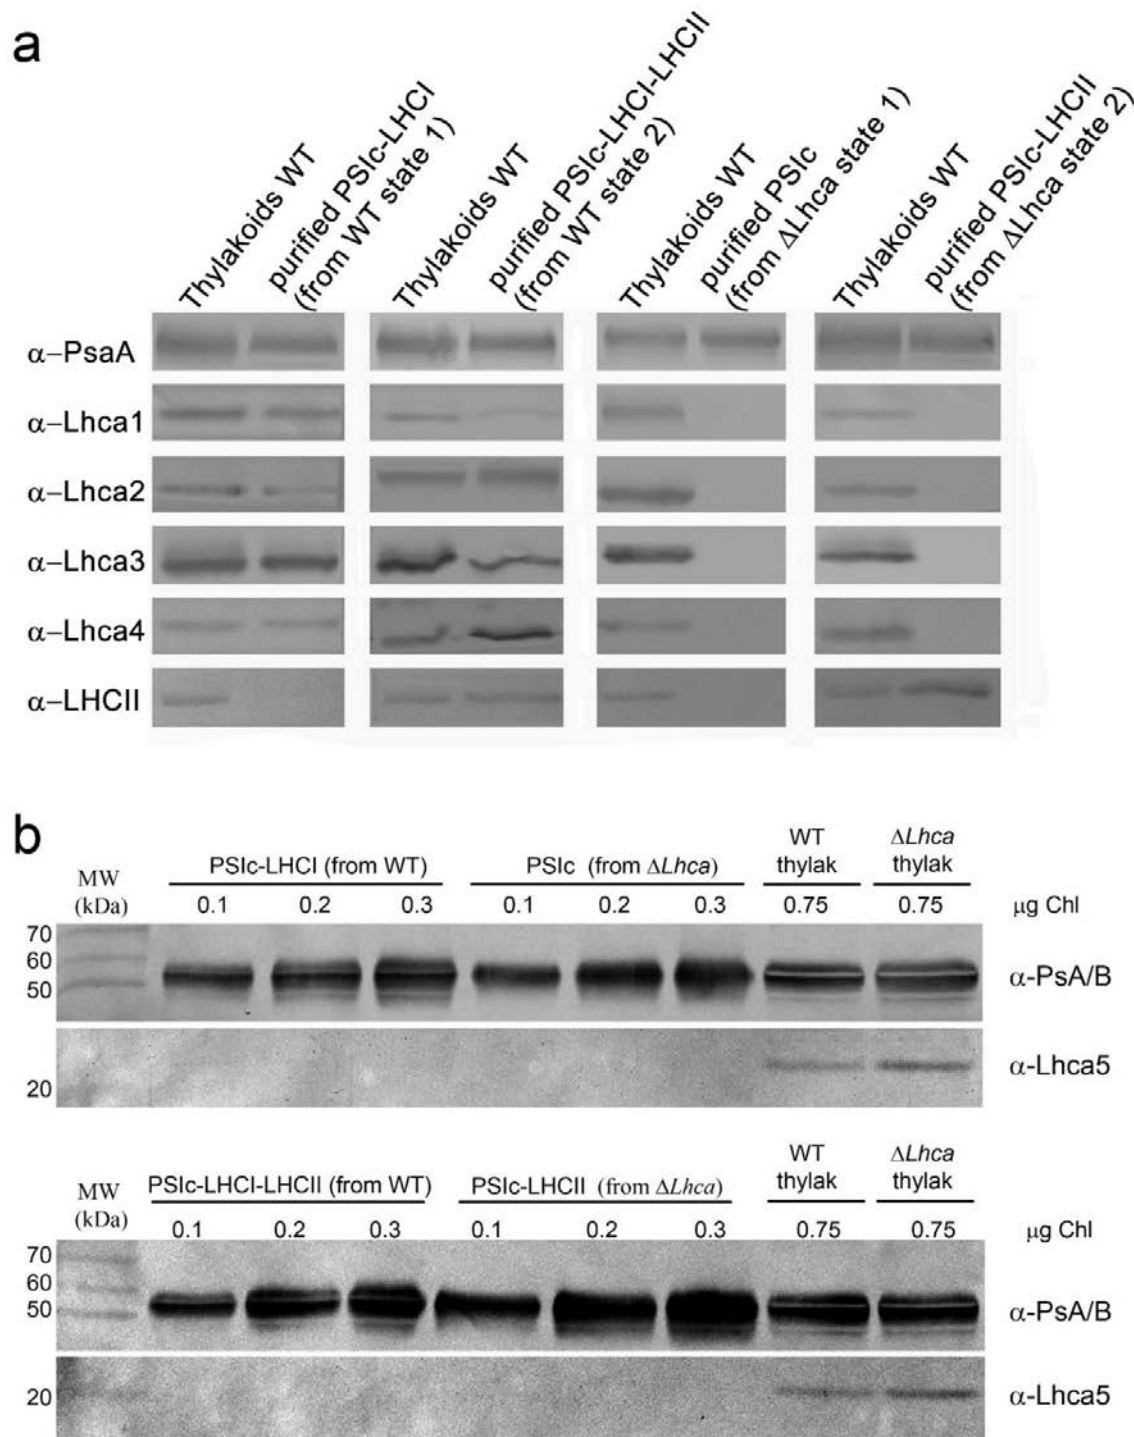 a
Thylakoids WT
purified PSIc-LHCI
(from WT state 1)
Thylakoids WT
purified PSIc-LHCI-LHCII
(from WT state 2)
Thylakoids WT
purified PSIc
(from ΔLhca state 1)
Thylakoids WT
purified PSIc-LHCII
(from ΔLhca state 2)
α-PsaA
α-Lhca1
α-Lhca2
α-Lhca3
α-Lhca4
α-LHCII
b
MW
(kDa)
PSIc-LHCI (from WT)
PSIc (from ΔLhca)
WT
thylak
ΔLhca
thylak
0.1 0.2 0.3 0.1 0.2 0.3 0.75 0.75 μg Chl
70
60
50
α-PsA/B
20
α-Lhca5
MW
(kDa)
PSIc-LHCI-LHCII (from WT)
PSIc-LHCII (from ΔLhca)
WT
thylak
ΔLhca
thylak
0.1 0.2 0.3 0.1 0.2 0.3 0.75 0.75 μg Chl
70
60
50
α-PsA/B
20
α-Lhca5